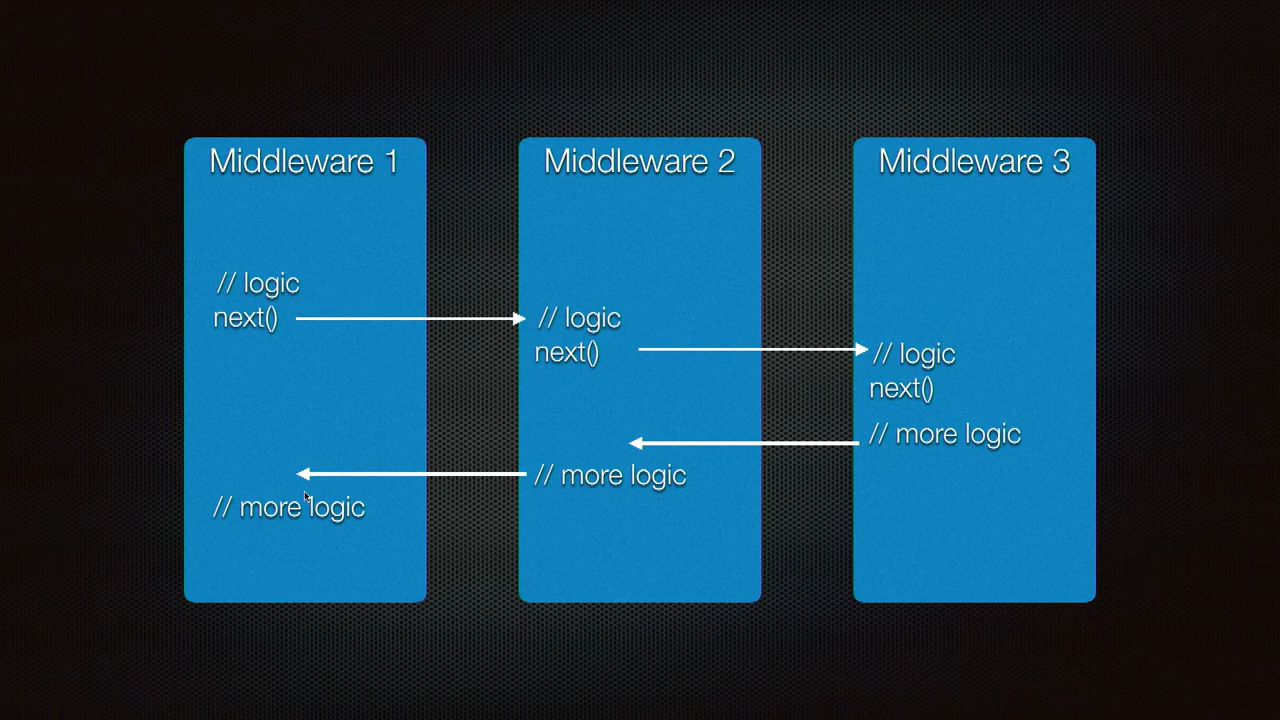 Middleware 1
// logic
next()
// more logic
Middleware 2
// logic
next()
// more logic
Middleware 3
// logic
next()
// more logic